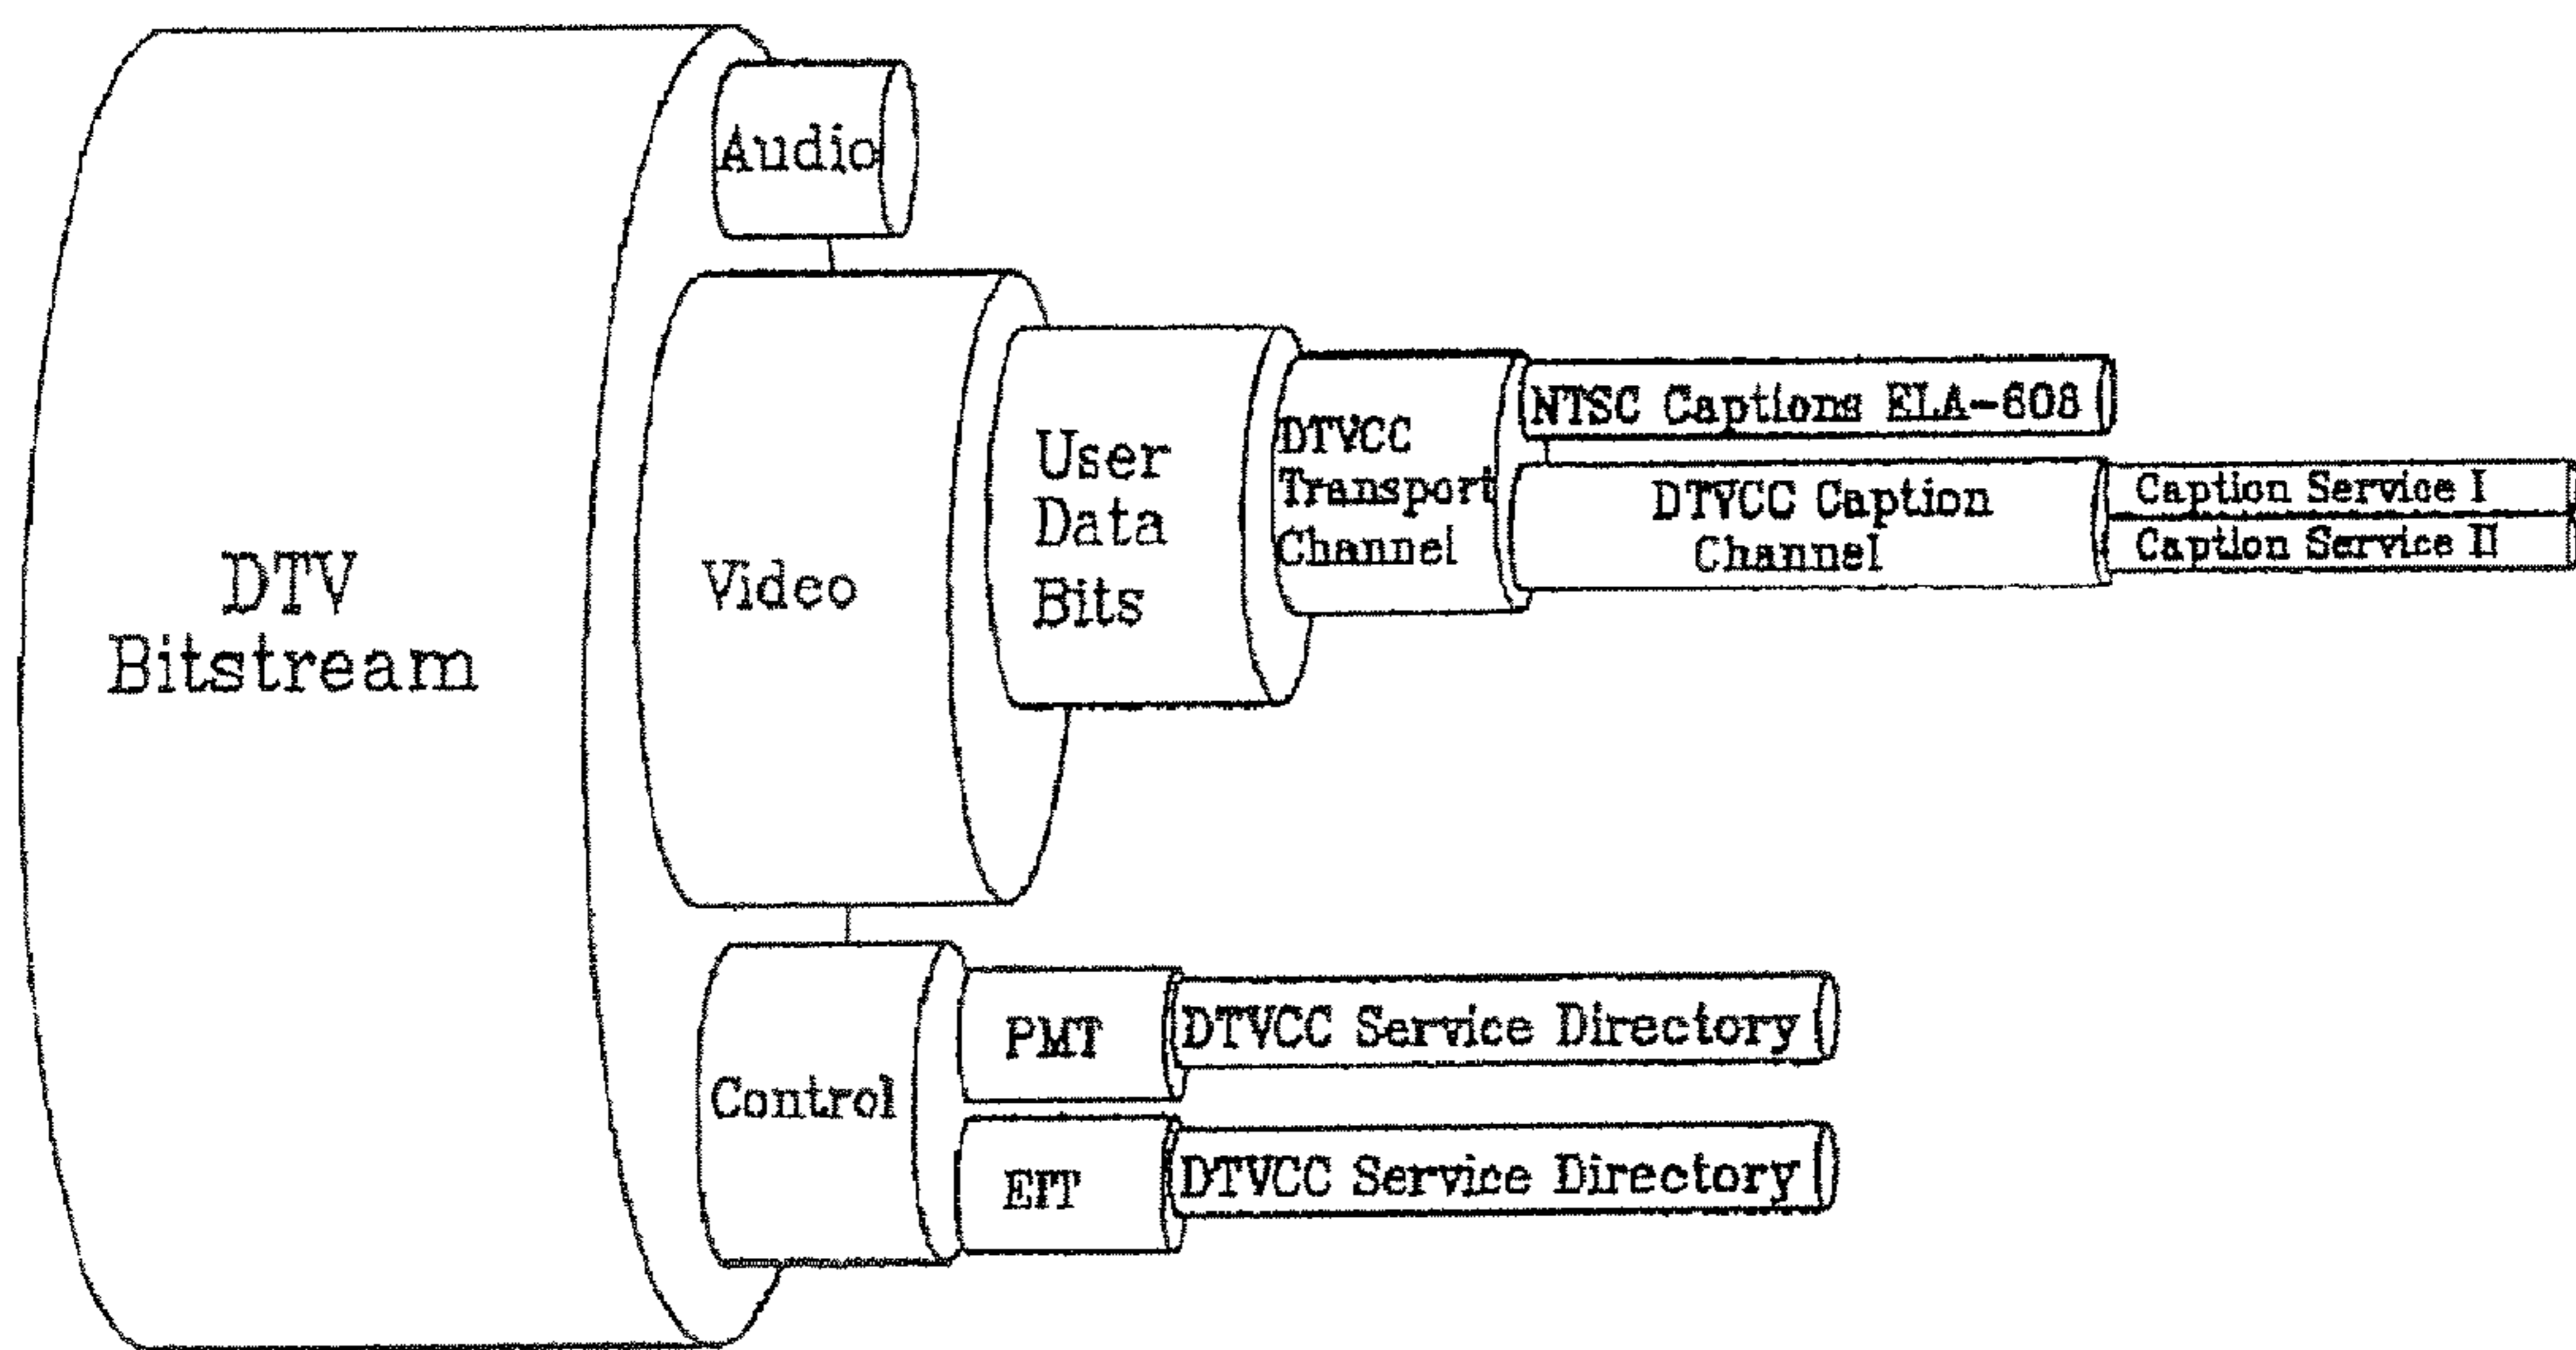 Audio
DTV
Bitstream
Video
User
Data
Bits
DTVCC
Transport
Channel
NTSC Captions ELA-608
DTVCC Caption
Channel
Caption Service I
Caption Service II
Control
PMT
DTVCC Service Directory
EIT
DTVCC Service Directory